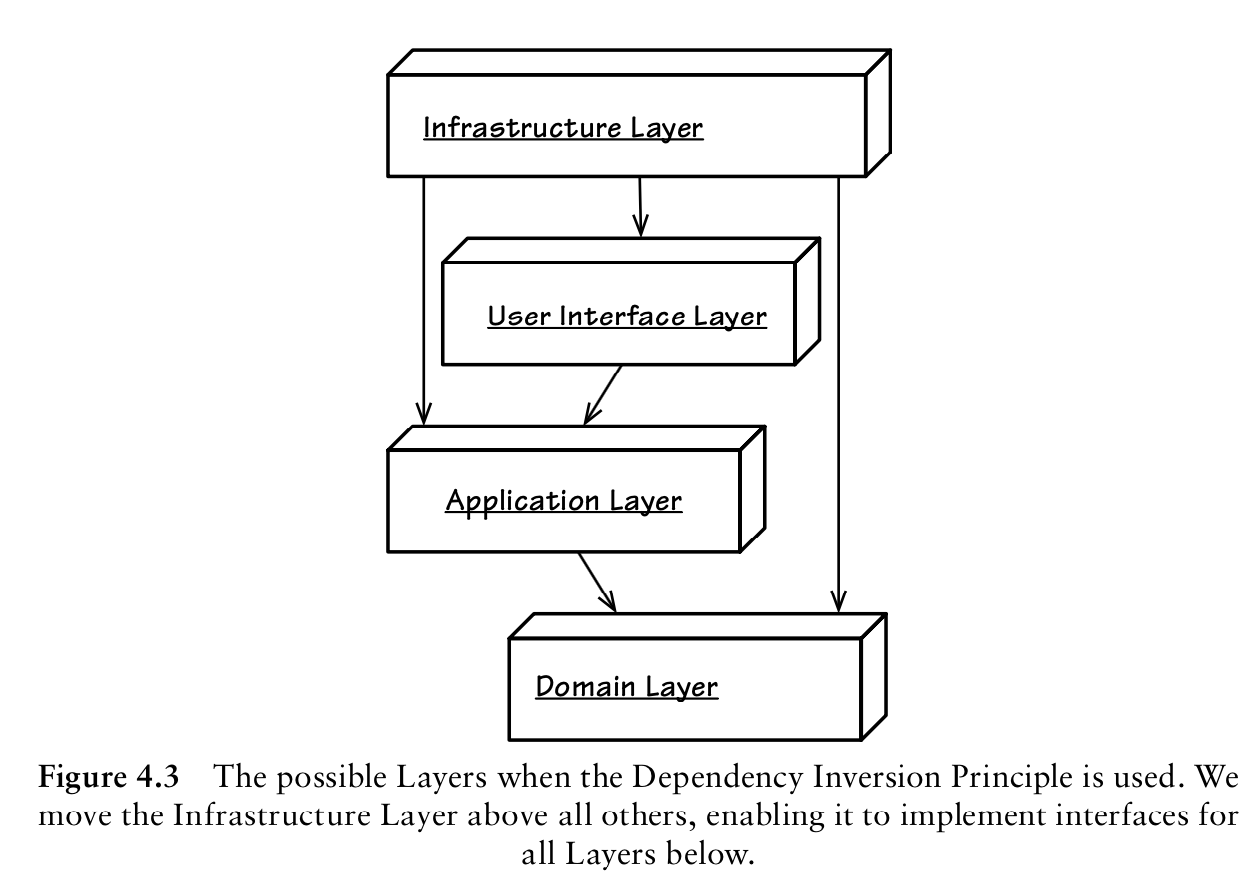 Infrastructure Layer
User Interface Layer
Application Layer
Domain Layer
Figure 4.3 The possible Layers when the Dependency Inversion Principle is used. We
move the Infrastructure Layer above all others, enabling it to implement interfaces for
all Layers below.